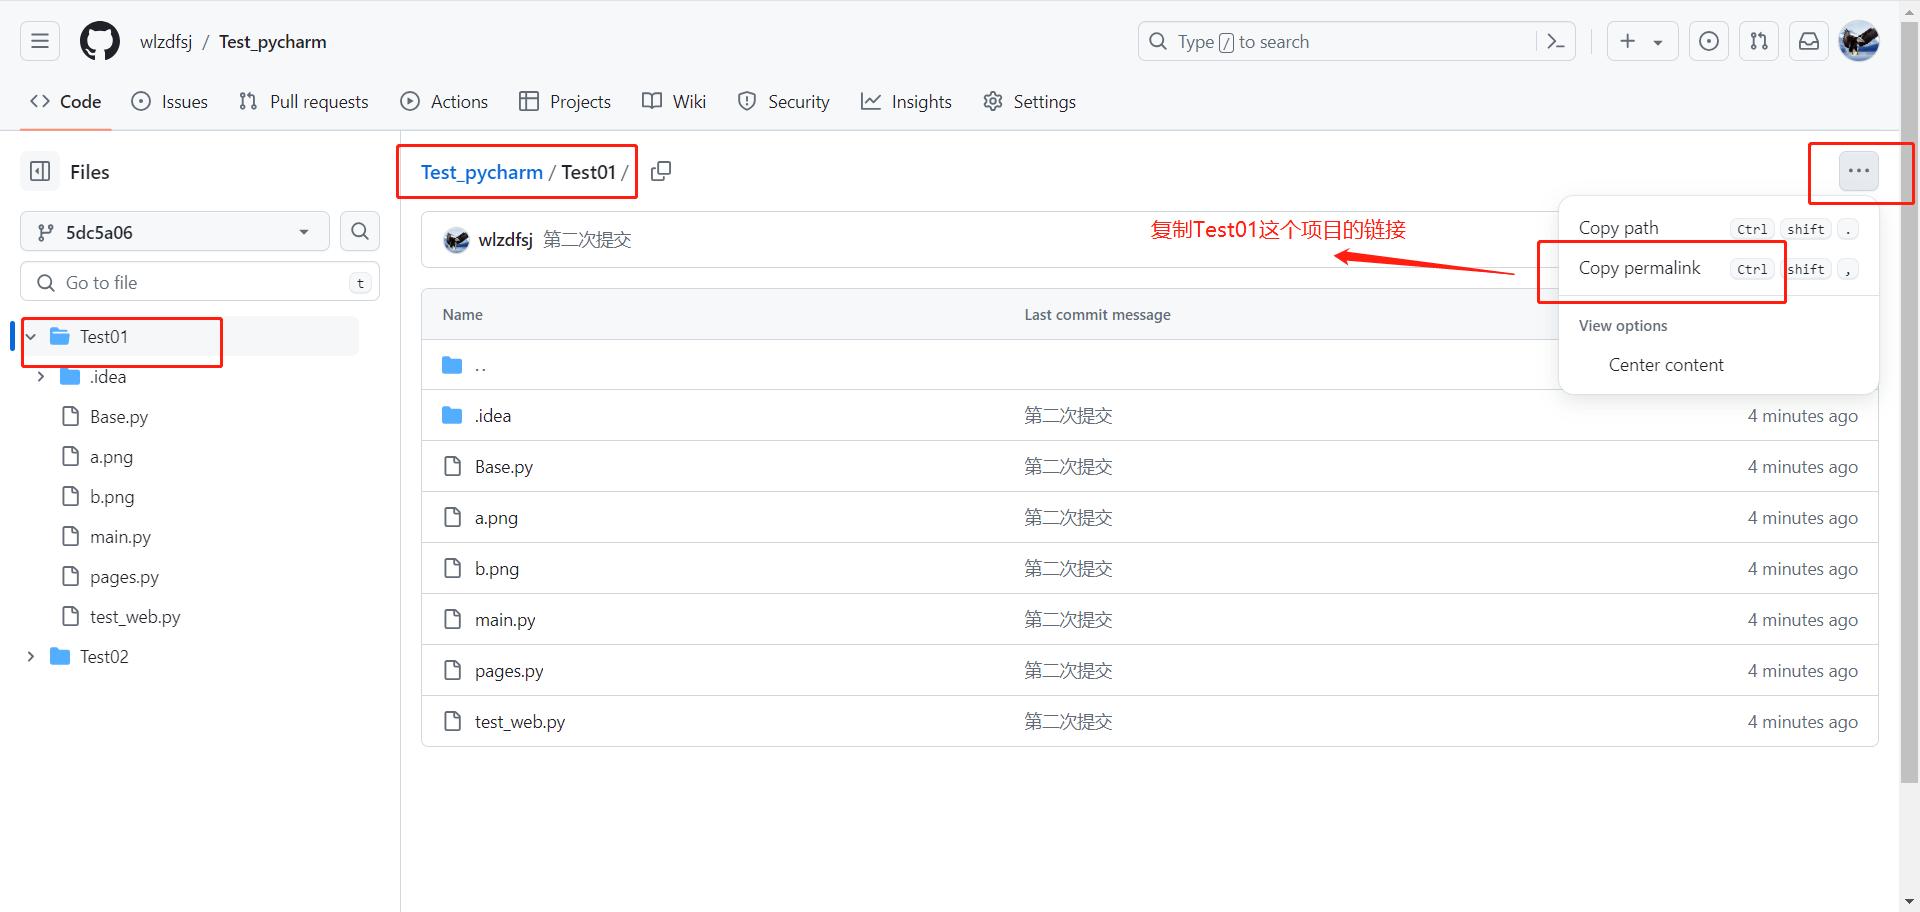 wlzdfsj / Test_pycharm
Type / to search
Code Issues Pull requests Actions Projects Wiki Security Insights Settings
Files
5dc5a06
Go to file t
Test01
.idea
Base.py
a.png
b.png
main.py
pages.py
test_web.py
Test02
Test_pycharm / Test01 /
wlzdfsj 第二次提交
复制Test01这个项目的链接
Copy path Ctrl shift .
Copy permalink Ctrl shift ,
View options
Center content
Name Last commit message
..
.idea 第二次提交 4 minutes ago
Base.py 第二次提交 4 minutes ago
a.png 第二次提交 4 minutes ago
b.png 第二次提交 4 minutes ago
main.py 第二次提交 4 minutes ago
pages.py 第二次提交 4 minutes ago
test_web.py 第二次提交 4 minutes ago